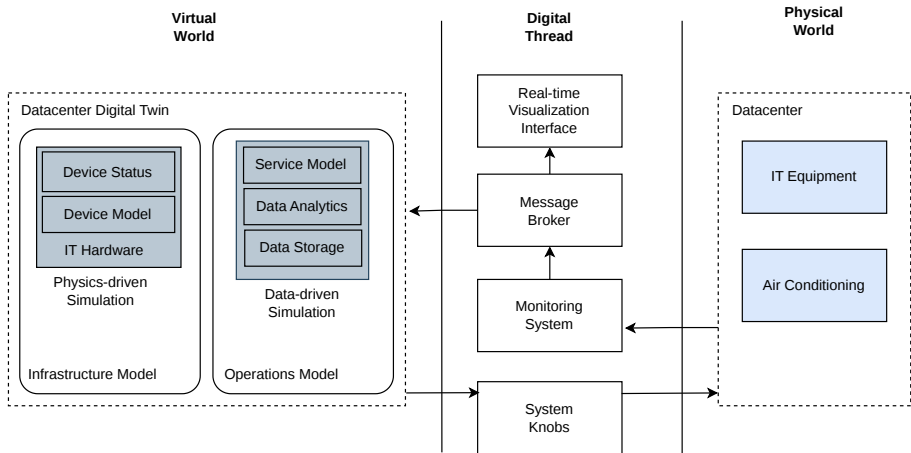 Virtual
World
Digital
Thread
Physical
World
Datacenter Digital Twin
Device Status
Device Model
IT Hardware
Physics-driven
Simulation
Infrastructure Model
Service Model
Data Analytics
Data Storage
Data-driven
Simulation
Operations Model
Real-time
Visualization
Interface
Message
Broker
Monitoring
System
System
Knobs
Datacenter
IT Equipment
Air Conditioning